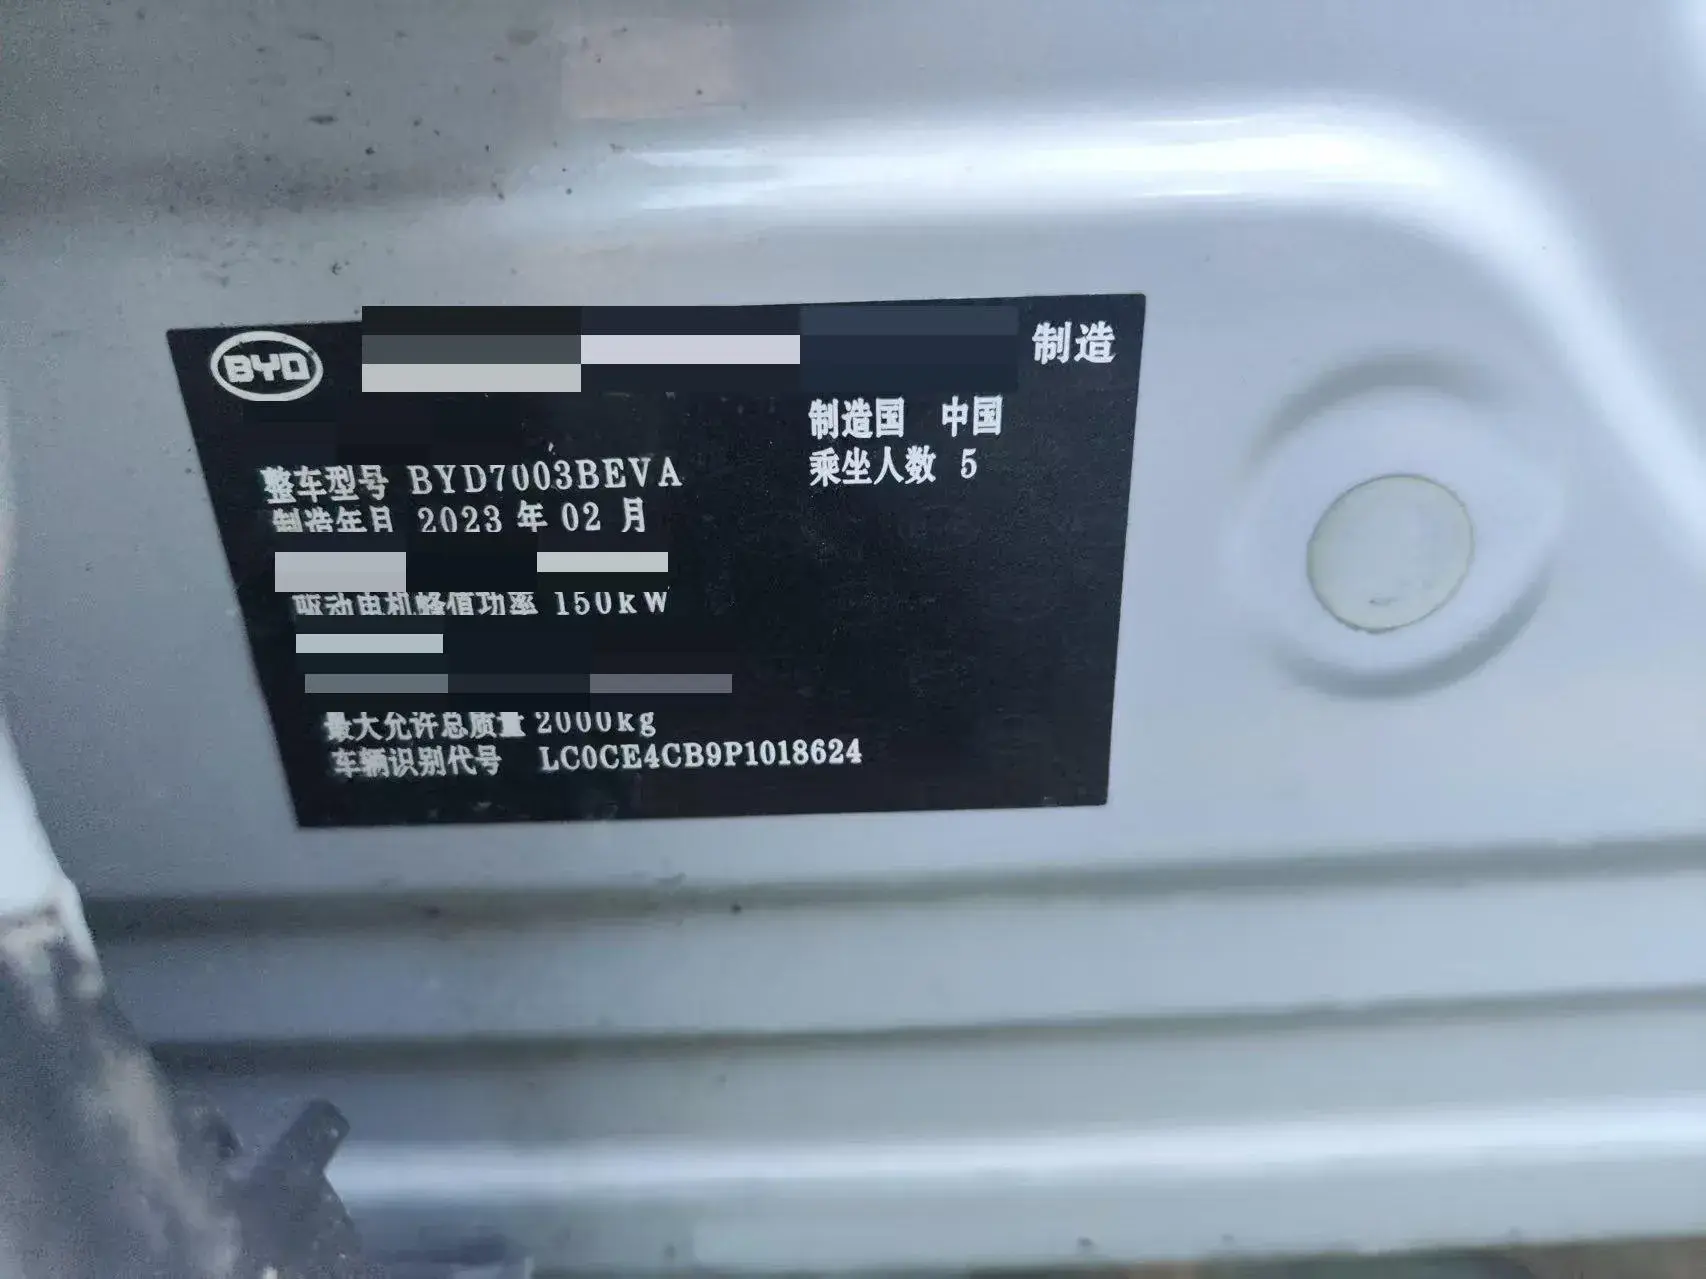 BYD 制造
制造国 中国
乘坐人数 5
整车型号 BYD7003BEVA
制造年日 2023 年 02 月
驱动电机峰值功率 150kW
最大允许总质量 2000kg
车辆识别代号 LC0CE4CB9P1018624